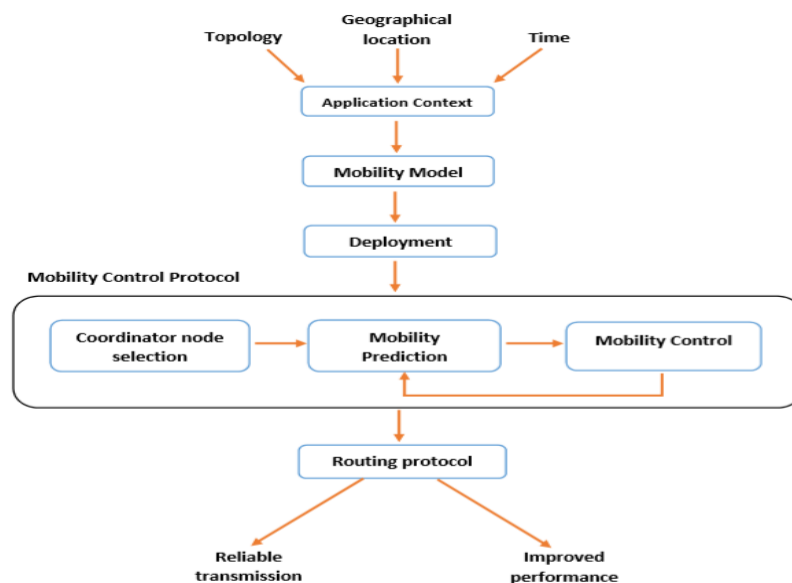 Geographical
location
Topology
Time
Application Context
Mobility Model
Deployment
Mobility Control Protocol
Coordinator node
selection
Mobility
Prediction
Mobility Control
Routing protocol
Reliable
transmission
Improved
performance